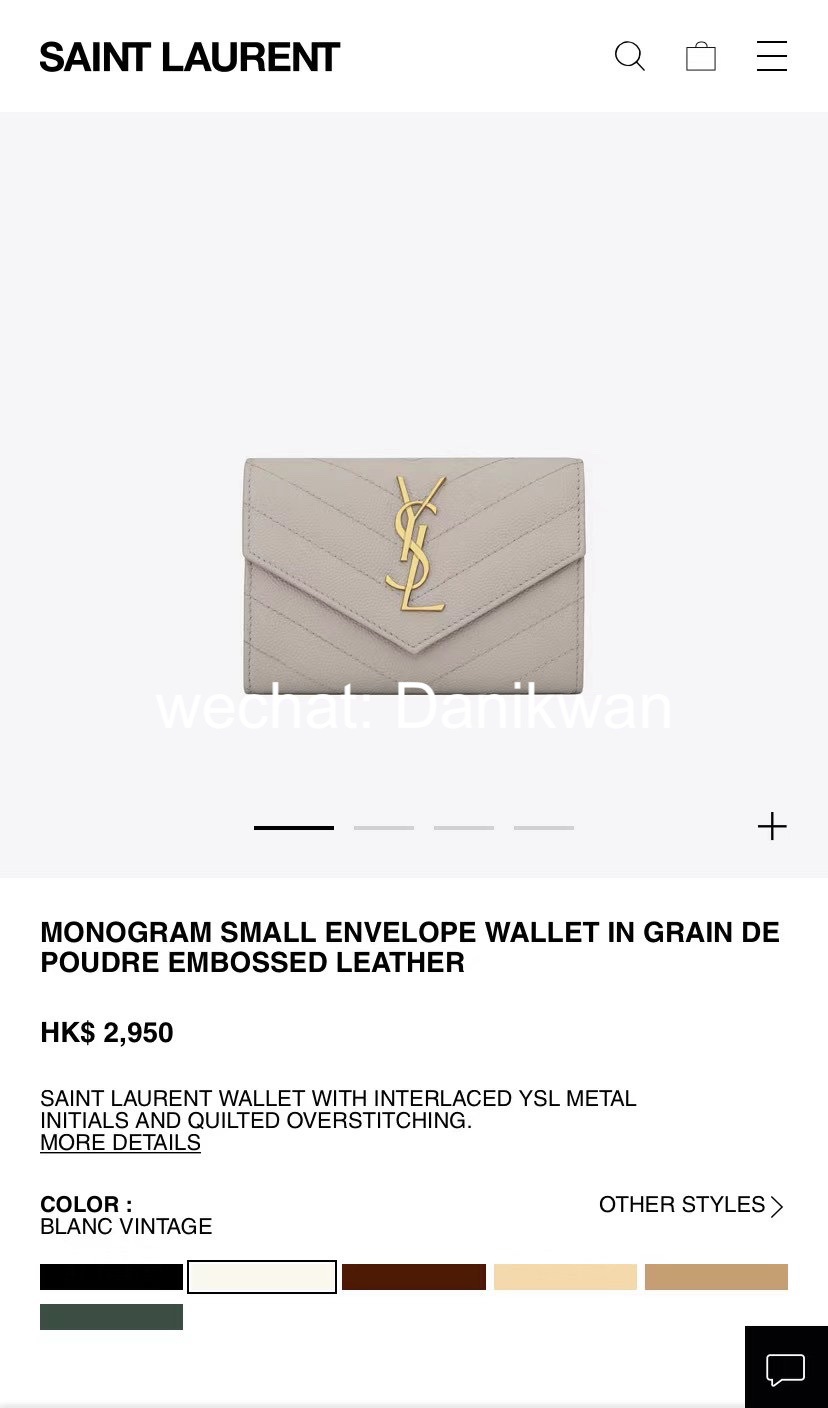 SAINT LAURENT
YSL
wechat: Danikwan
MONOGRAM SMALL ENVELOPE WALLET IN GRAIN DE
POUDRE EMBOSSED LEATHER
HK$ 2,950
SAINT LAURENT WALLET WITH INTERLACED YSL METAL
INITIALS AND QUILTED OVERSTITCHING.
MORE DETAILS
COLOR :
OTHER STYLES
BLANC VINTAGE